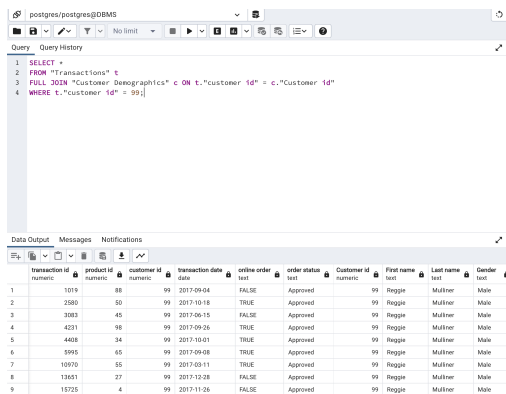 postgres/postgres@DBMS
No limit
E
Query Query History
1 SELECT *
2 FROM "Transactions" t
3 FULL JOIN "Customer Demographics" c ON t."customer id" = c."Customer id"
4 WHERE t."customer id" = 99;
Data Output Messages Notifications
transaction id numeric product id numeric customer id numeric transaction date date online order text order status text Customer id numeric First name text Last name text Gender text
1 1019 88 99 2017-09-04 FALSE Approved 99 Reggie Mulliner Male
2 2580 50 99 2017-10-18 TRUE Approved 99 Reggie Mulliner Male
3 3083 45 99 2017-06-15 FALSE Approved 99 Reggie Mulliner Male
4 4231 98 99 2017-09-26 TRUE Approved 99 Reggie Mulliner Male
5 4408 34 99 2017-10-01 TRUE Approved 99 Reggie Mulliner Male
6 5995 65 99 2017-09-08 TRUE Approved 99 Reggie Mulliner Male
7 10970 55 99 2017-03-11 TRUE Approved 99 Reggie Mulliner Male
8 13651 27 99 2017-12-28 FALSE Approved 99 Reggie Mulliner Male
9 15725 4 99 2017-11-26 FALSE Approved 99 Reggie Mulliner Male